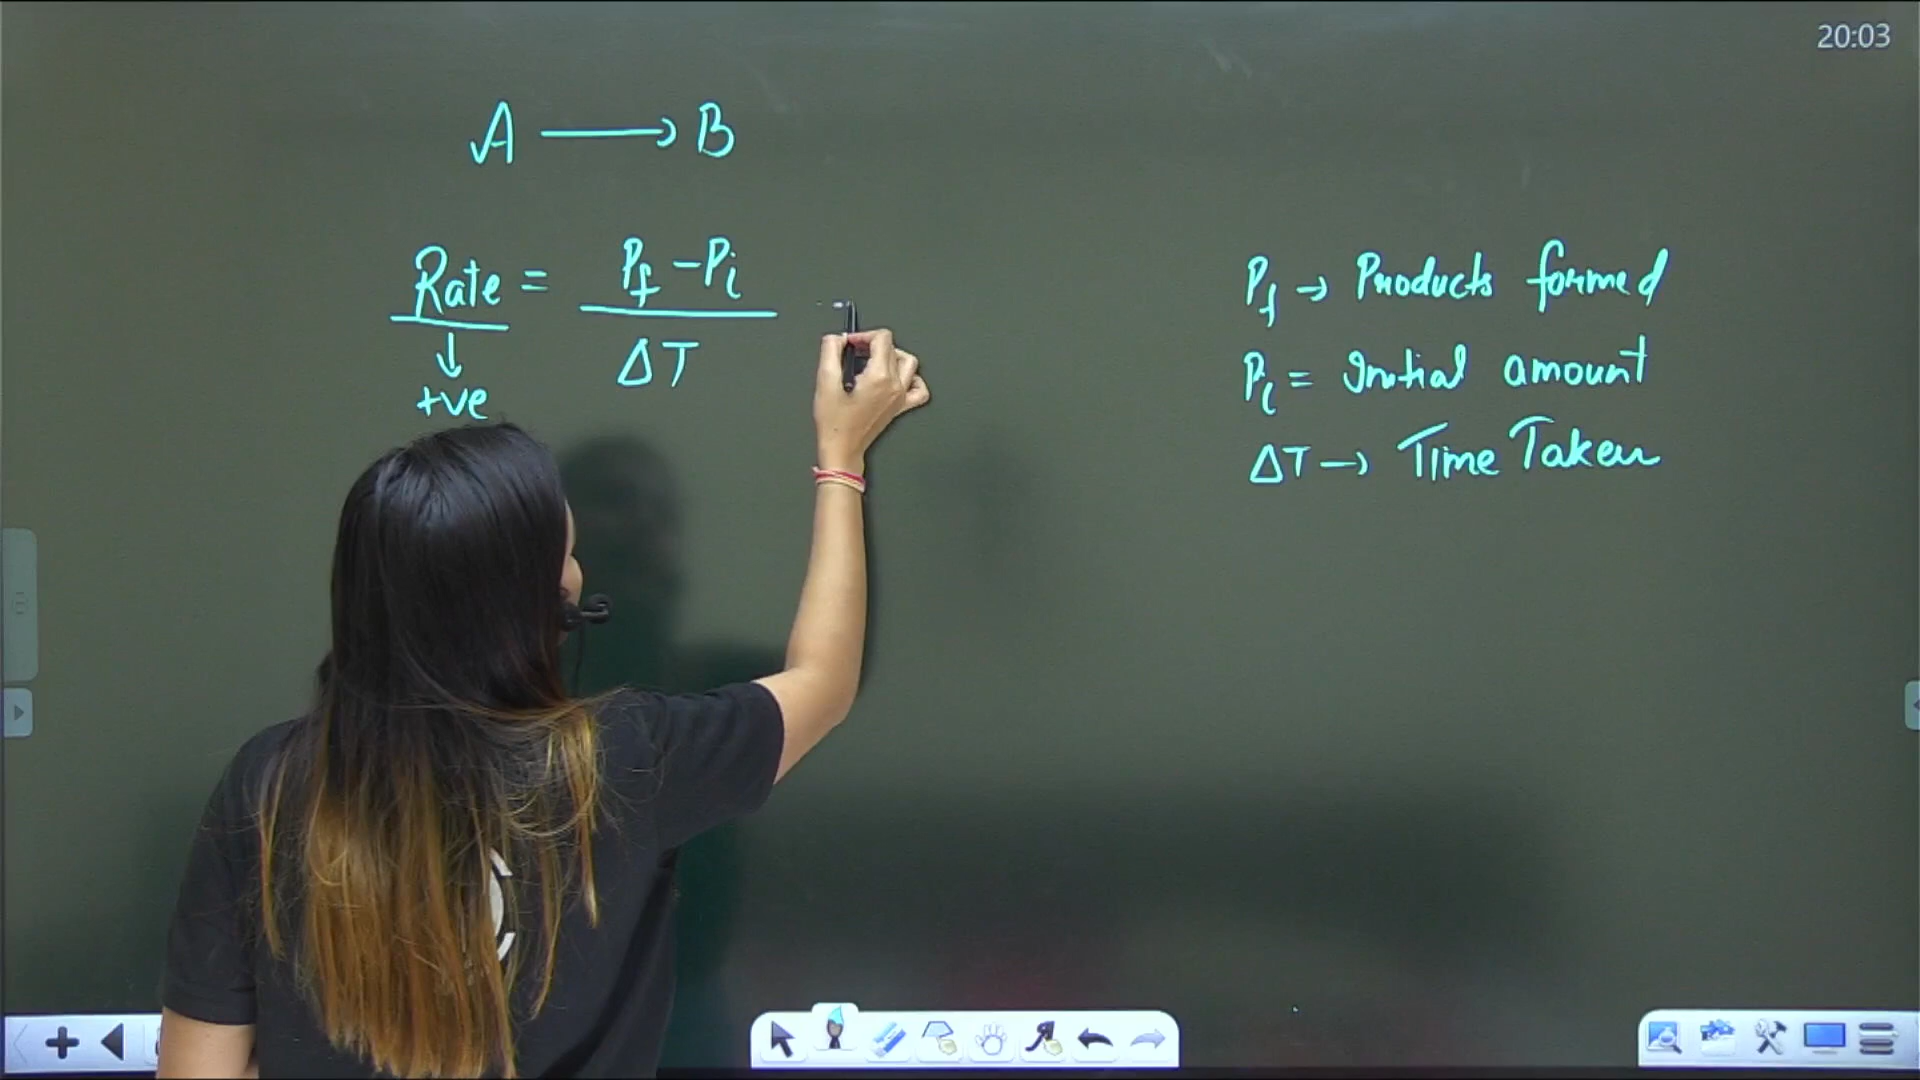 20:03
A ⟶ B
Rate = Pf - Pi
ΔT
↓
+ve
Pf → Products formed
Pi = Initial amount
ΔT → Time Taken